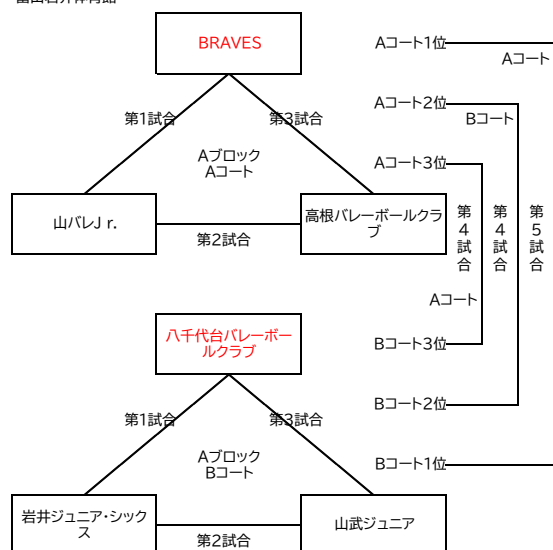 BRAVES
Aコート1位
Aコート
Aコート2位
Bコート
第1試合
第3試合
Aブロック
Aコート
Aコート3位
山バレJr.
高根バレーボールクラ
ブ
第2試合
第4試合
第4試合
第5試合
Aコート
八千代台バレーボー
ルクラブ
Bコート3位
Bコート2位
第1試合
第3試合
Aブロック
Bコート
Bコート1位
岩井ジュニア・シック
ス
山武ジュニア
第2試合